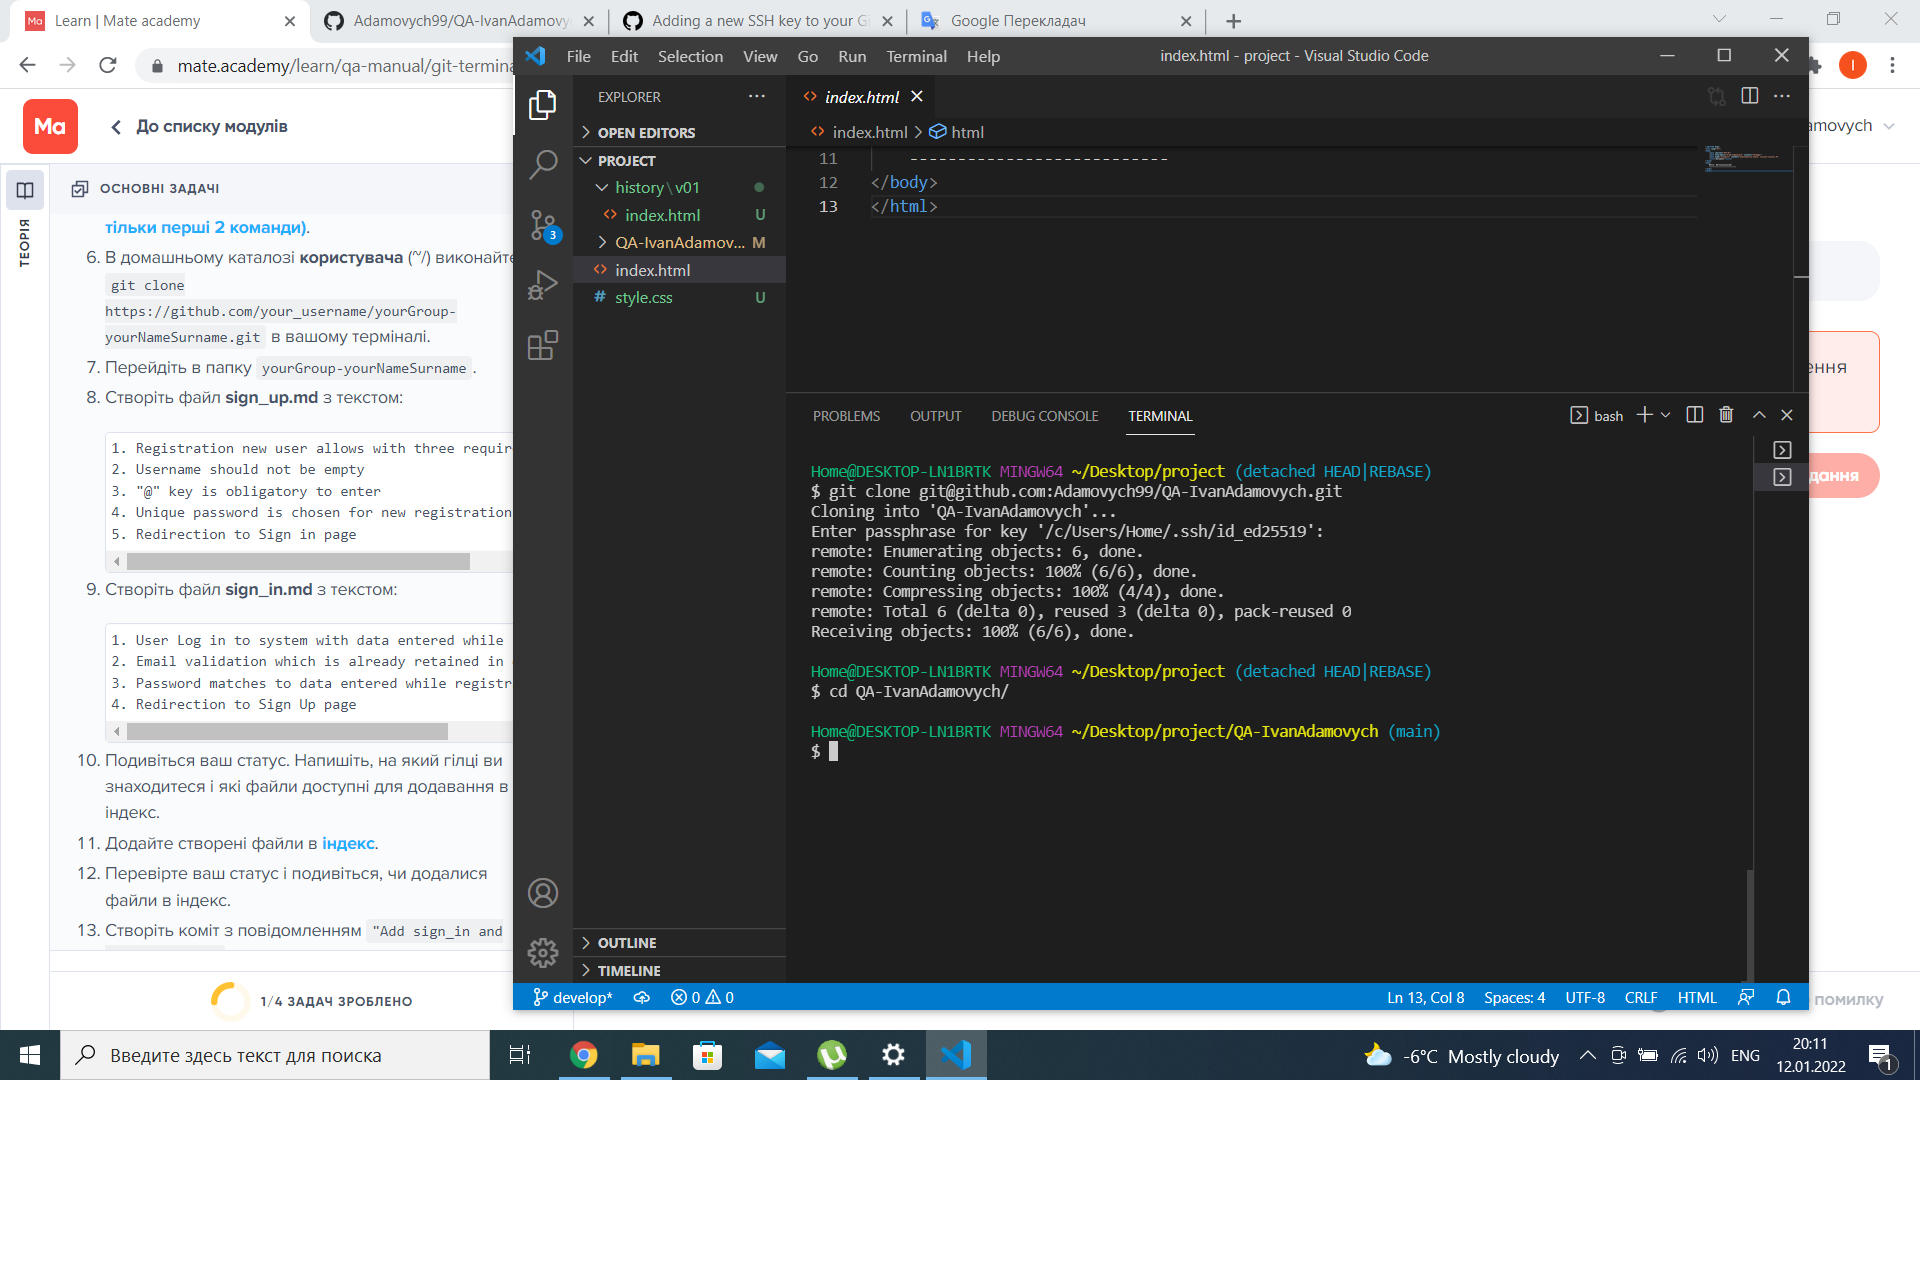 Learn | Mate academy
Adamovych99/QA-IvanAdamovy
Adding a new SSH key to your Gi
Google Перекладач
mate.academy/learn/qa-manual/git-termina
I
Ma
До списку модулів
amovych
ТЕОРІЯ
ОСНОВНІ ЗАДАЧІ
тільки перші 2 команди).
6. В домашньому каталозі користувача (~/) виконайте
git clone
https://github.com/your_username/yourGroup-
yourNameSurname.git в вашому терміналі.
7. Перейдіть в папку yourGroup-yourNameSurname.
8. Створіть файл sign_up.md з текстом:
1. Registration new user allows with three requir
2. Username should not be empty
3. "@" key is obligatory to enter
4. Unique password is chosen for new registration
5. Redirection to Sign in page
9. Створіть файл sign_in.md з текстом:
1. User Log in to system with data entered while
2. Email validation which is already retained in
3. Password matches to data entered while registr
4. Redirection to Sign Up page
10. Подивіться ваш статус. Напишіть, на який гілці ви
знаходитеся і які файли доступні для додавання в
індекс.
11. Додайте створені файли в індекс.
12. Перевірте ваш статус і подивіться, чи додалися
файли в індекс.
13. Створіть коміт з повідомленням "Add sign_in and
1/4 ЗАДАЧ ЗРОБЛЕНО
File Edit Selection View Go Run Terminal Help
index.html - project - Visual Studio Code
EXPLORER
OPEN EDITORS
PROJECT
history\v01
index.html U
QA-IvanAdamov... M
index.html
style.css U
3
OUTLINE
TIMELINE
index.html
index.html > html
11 ---------------------------
12 </body>
13 </html>
PROBLEMS OUTPUT DEBUG CONSOLE TERMINAL
bash
Home@DESKTOP-LN1BRTK MINGW64 ~/Desktop/project (detached HEAD|REBASE)
$ git clone git@github.com:Adamovych99/QA-IvanAdamovych.git
Cloning into 'QA-IvanAdamovych'...
Enter passphrase for key '/c/Users/Home/.ssh/id_ed25519':
remote: Enumerating objects: 6, done.
remote: Counting objects: 100% (6/6), done.
remote: Compressing objects: 100% (4/4), done.
remote: Total 6 (delta 0), reused 3 (delta 0), pack-reused 0
Receiving objects: 100% (6/6), done.
Home@DESKTOP-LN1BRTK MINGW64 ~/Desktop/project (detached HEAD|REBASE)
$ cd QA-IvanAdamovych/
Home@DESKTOP-LN1BRTK MINGW64 ~/Desktop/project/QA-IvanAdamovych (main)
$
ення
дання
помилку
develop* 0 0
Ln 13, Col 8 Spaces: 4 UTF-8 CRLF HTML
Введите здесь текст для поиска
-6°C Mostly cloudy
ENG
20:11
12.01.2022
1